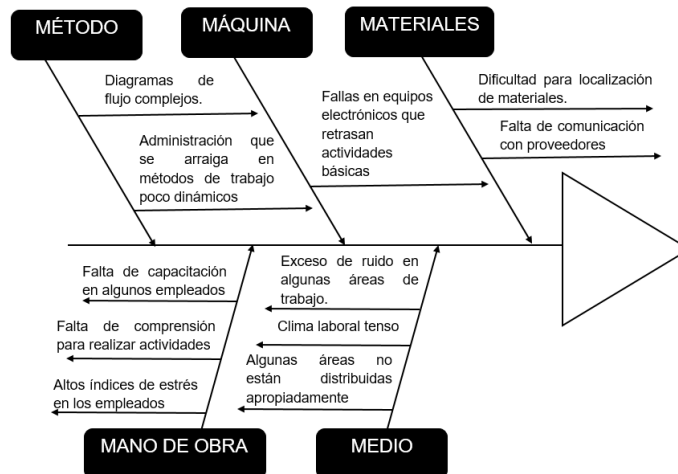 MÉTODO
MÁQUINA
MATERIALES
Diagramas de
flujo complejos.
Administración que
se arraiga en
métodos de trabajo
poco dinámicos
Fallas en equipos
electrónicos que
retrasan
actividades
básicas
Dificultad para localización
de materiales.
Falta de comunicación
con proveedores
Falta de capacitación
en algunos empleados
Falta de comprensión
para realizar actividades
Altos índices de estrés
en los empleados
Exceso de ruido en
algunas áreas de
trabajo.
Clima laboral tenso
Algunas áreas no
están distribuidas
apropiadamente
MANO DE OBRA
MEDIO